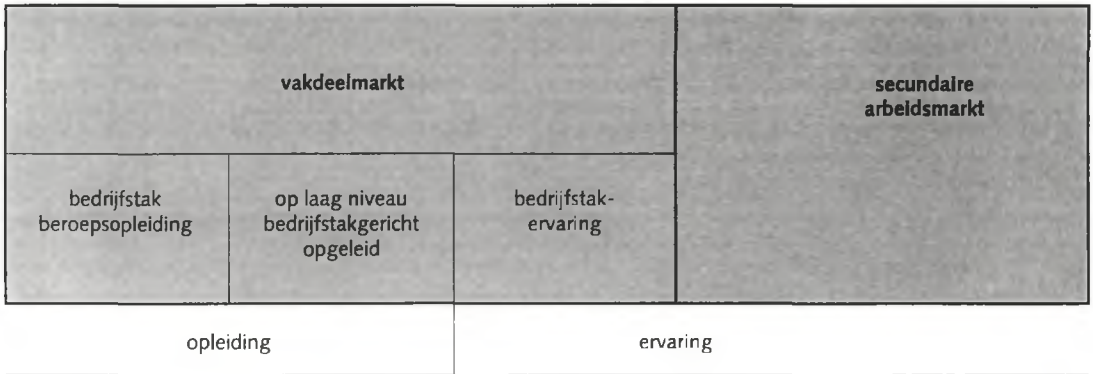 vakdeelmarkt
secundaire
arbeidsmarkt
bedrijfstak
beroepsopleiding
op laag niveau
bedrijfstakgericht
opgeleid
bedrijfstak-
ervaring
opleiding
ervaring